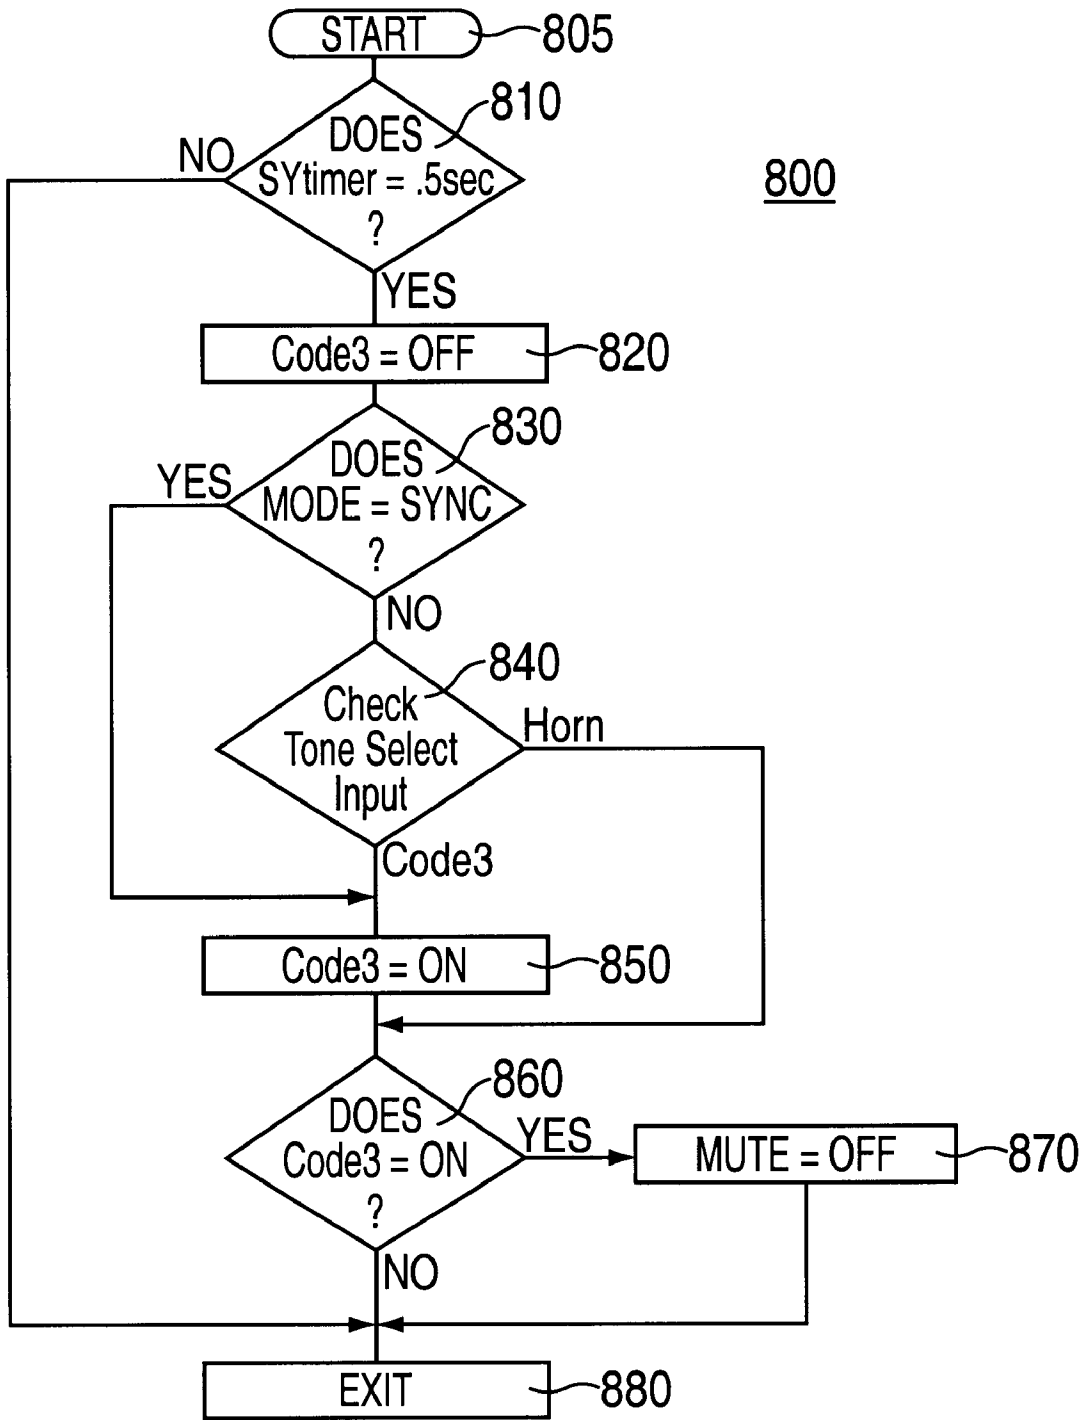 START 805
810
DOES
SYtimer = .5sec
?
NO
800
YES
Code3 = OFF 820
830
DOES
MODE = SYNC
?
YES
NO
840
Check
Tone Select
Input
Horn
Code3
Code3 = ON 850
860
DOES
Code3 = ON
?
YES
MUTE = OFF 870
NO
EXIT 880